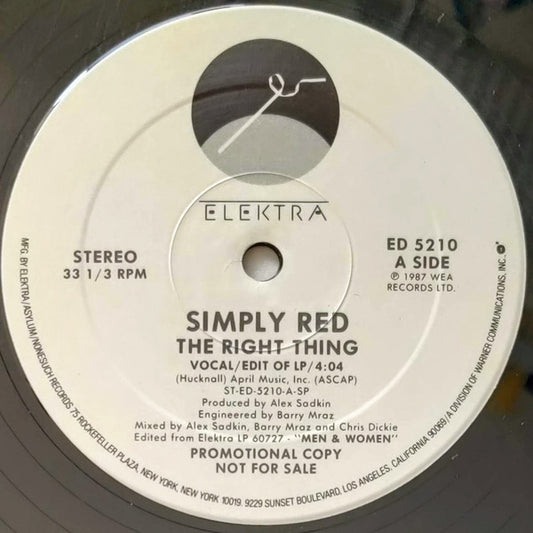 ELEKTRA
STEREO
33 1/3 RPM
ED 5210
A SIDE
℗ 1987 WEA
RECORDS LTD.
SIMPLY RED
THE RIGHT THING
VOCAL/EDIT OF LP/4:04
(Hucknall) April Music, Inc. (ASCAP)
ST-ED-5210-A-SP
Produced by Alex Sadkin
Engineered by Barry Mraz
Mixed by Alex Sadkin, Barry Mraz and Chris Dickie
Edited from Elektra LP 60727 - "MEN & WOMEN"
PROMOTIONAL COPY
NOT FOR SALE
MFG. BY ELEKTRA/ASYLUM/NONESUCH RECORDS 75 ROCKEFELLER PLAZA, NEW YORK, NEW YORK 10019. 9229 SUNSET BOULEVARD, LOS ANGELES, CALIFORNIA 90069/A DIVISION OF WARNER COMMUNICATIONS, INC.